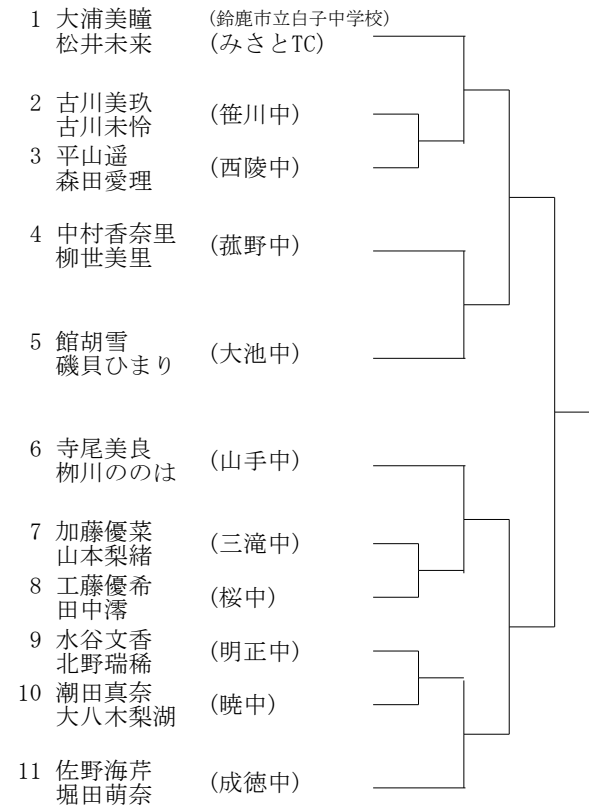 1 大浦美瞳 (鈴鹿市立白子中学校)
松井未来 (みさとTC)
2 古川美玖
古川未怜 (笹川中)
3 平山遥
森田愛理 (西陵中)
4 中村香奈里
柳世美里 (菰野中)
5 館胡雪
磯貝ひまり (大池中)
6 寺尾美良
栁川ののは (山手中)
7 加藤優菜
山本梨緒 (三滝中)
8 工藤優希
田中澪 (桜中)
9 水谷文香
北野瑞稀 (明正中)
10 潮田真奈
大八木梨湖 (暁中)
11 佐野海芹
堀田萌奈 (成徳中)